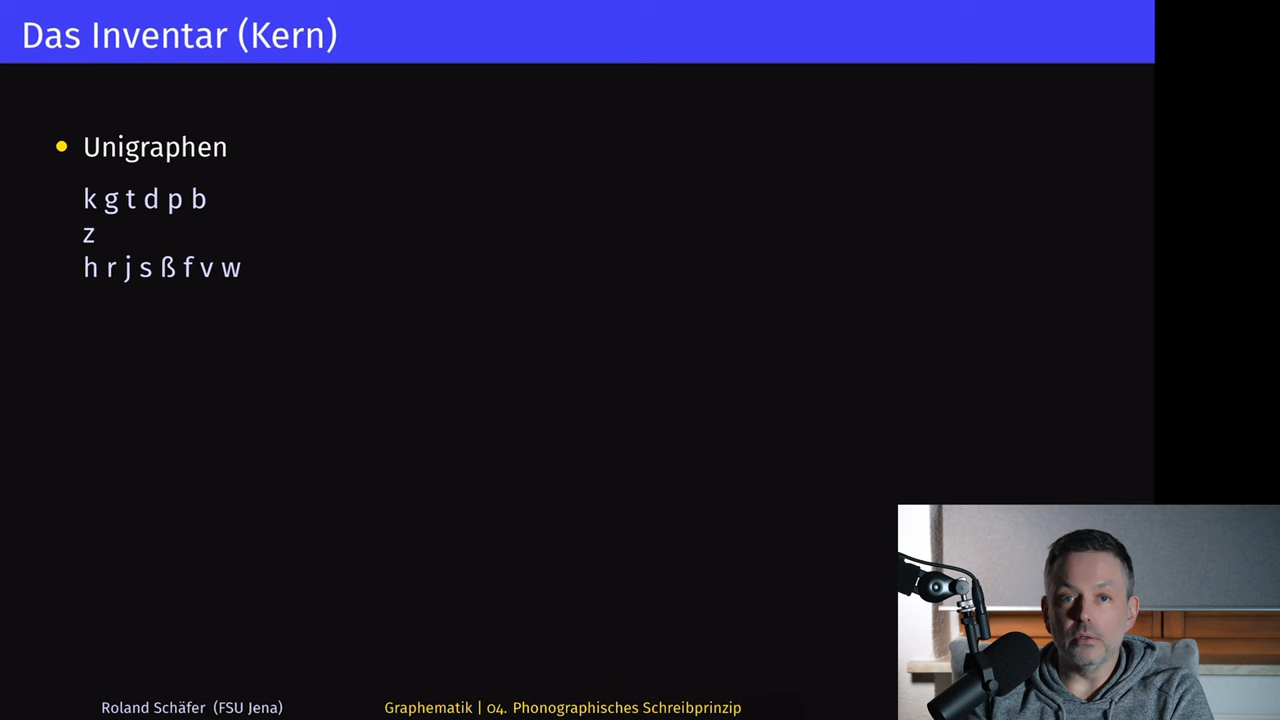 Das Inventar (Kern)
Unigraphen
k g t d p b
z
h r j s ß f v w
Roland Schäfer (FSU Jena)
Graphematik | 04. Phonographisches Schreibprinzip